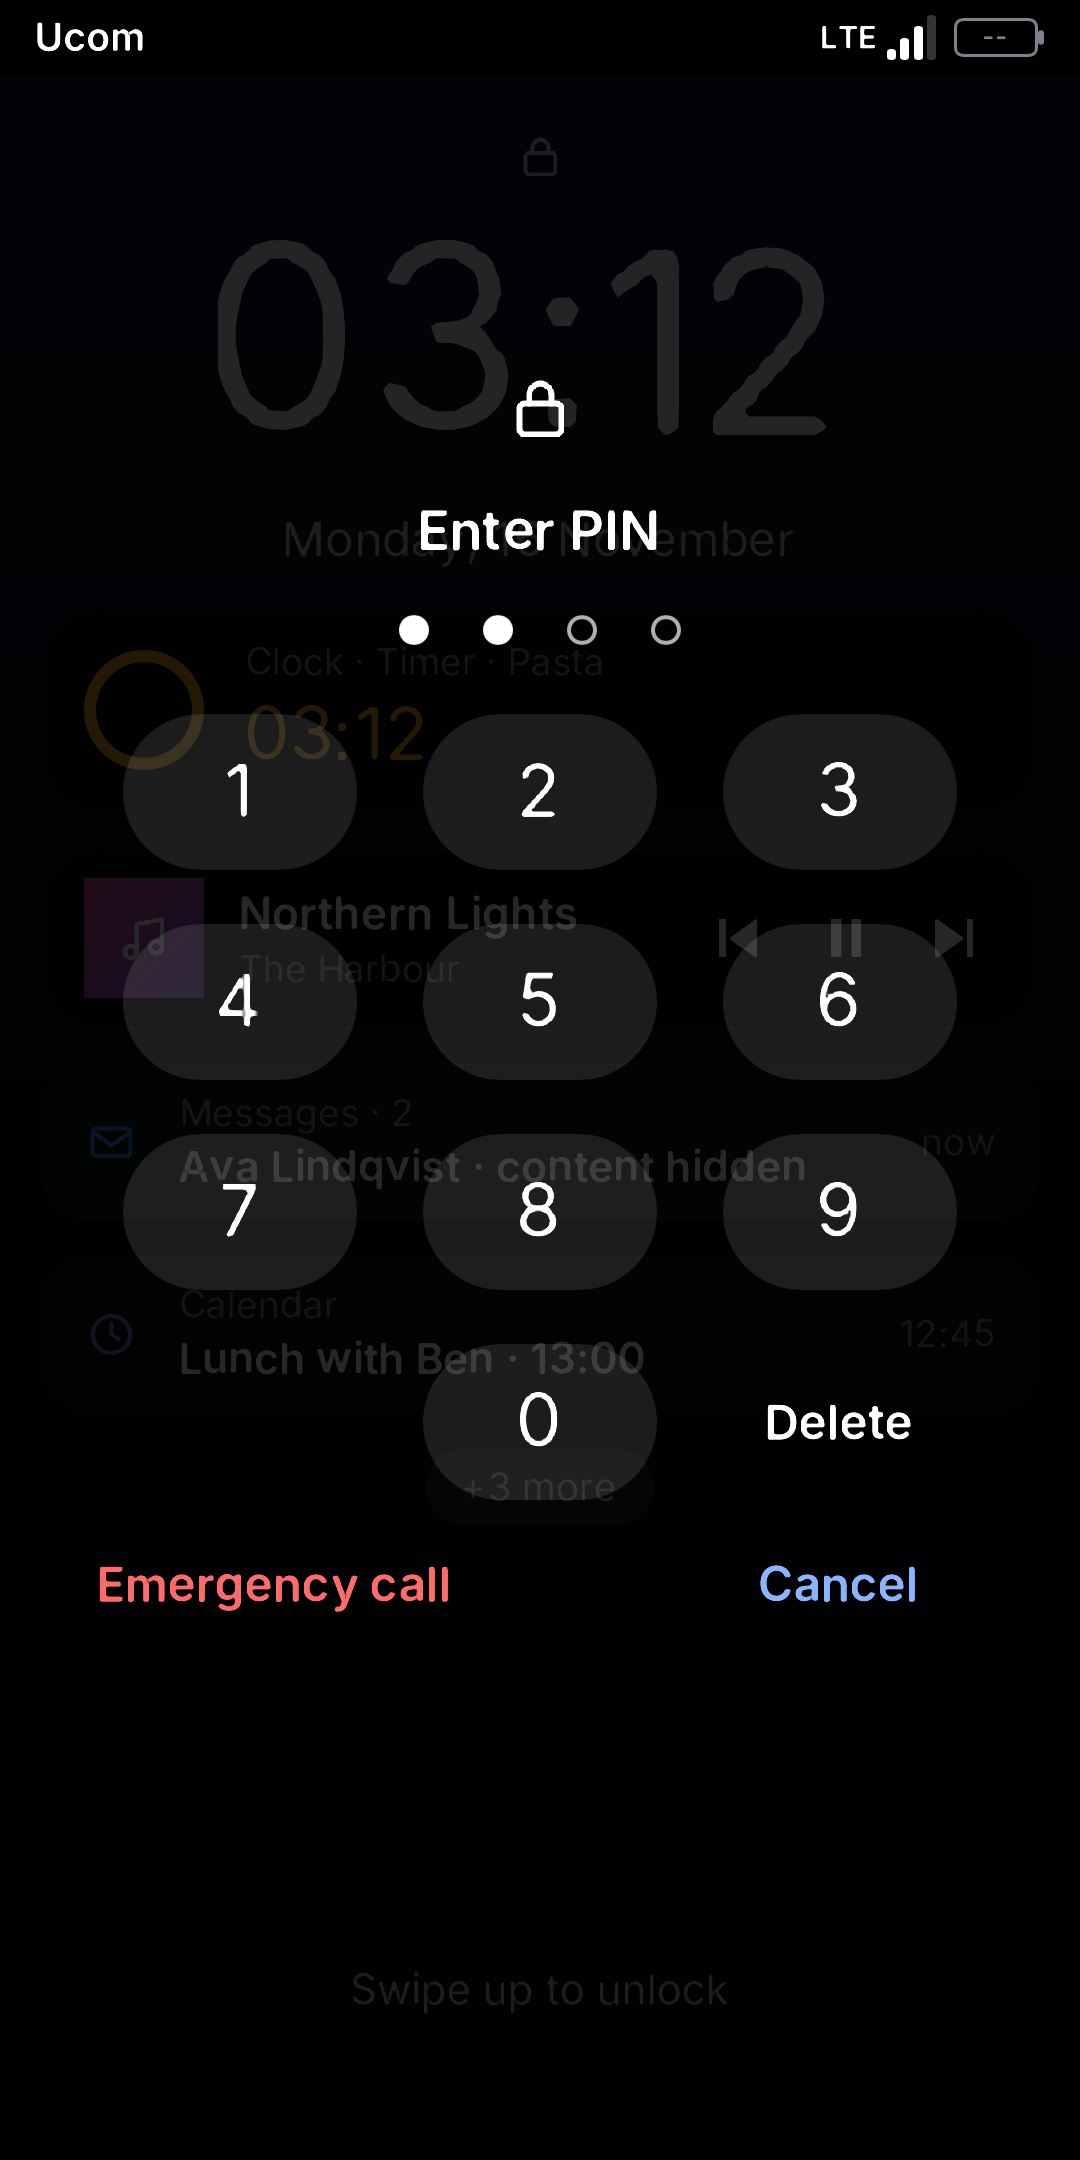 Ucom
LTE
--
03:12
Enter PIN
Monday, November
Clock · Timer · Pasta
03:12
1
2
3
Northern Lights
The Harbour
4
5
6
Messages · 2
now
Ava Lindqvist · content hidden
7
8
9
Calendar
12:45
Lunch with Ben · 13:00
0
Delete
+3 more
Emergency call
Cancel
Swipe up to unlock